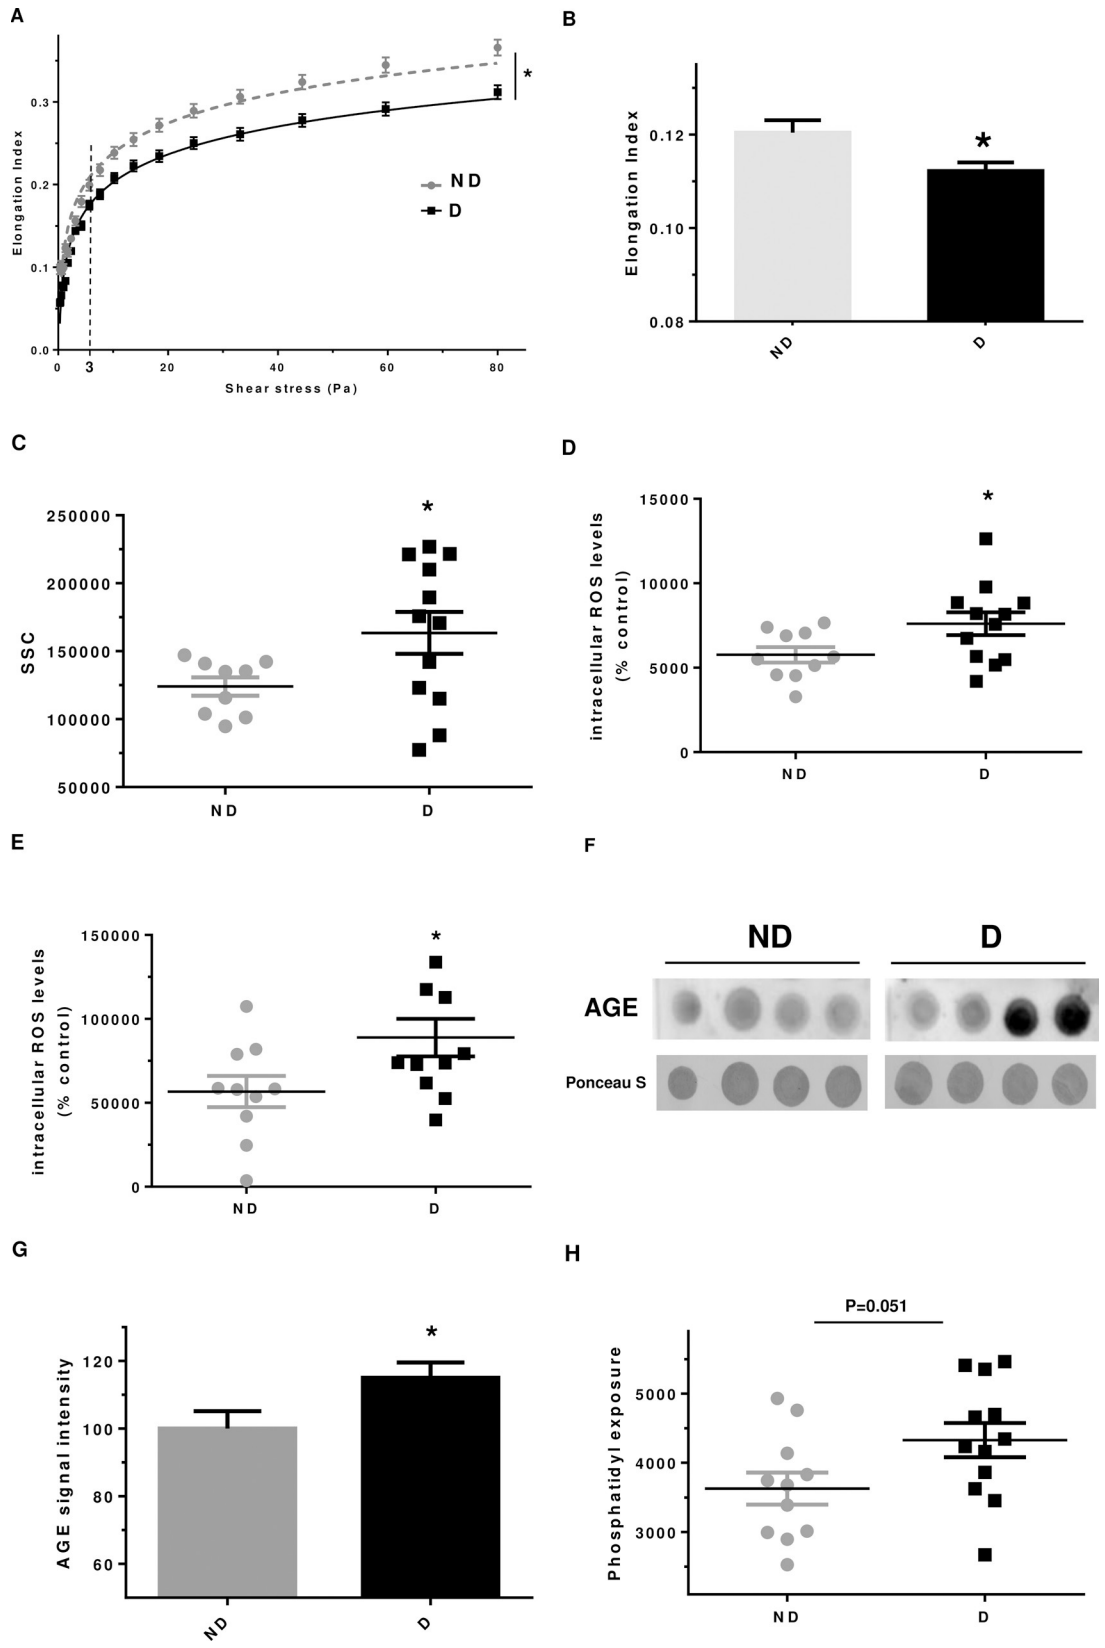 A
Elongation Index
0.3
0.2
0.1
0.0
0
3
20
40
60
80
Shear stress (Pa)
ND
D
*
B
Elongation Index
0.12
0.10
0.08
*
ND
D
C
SSC
250000
200000
150000
100000
50000
*
ND
D
D
intracellular ROS levels
(% control)
15000
10000
5000
0
*
ND
D
E
intracellular ROS levels
(% control)
150000
100000
50000
0
*
ND
D
F
ND
D
AGE
Ponceau S
G
AGE signal intensity
120
100
80
60
*
ND
D
H
P=0.051
Phosphatidyl exposure
5000
4000
3000
ND
D